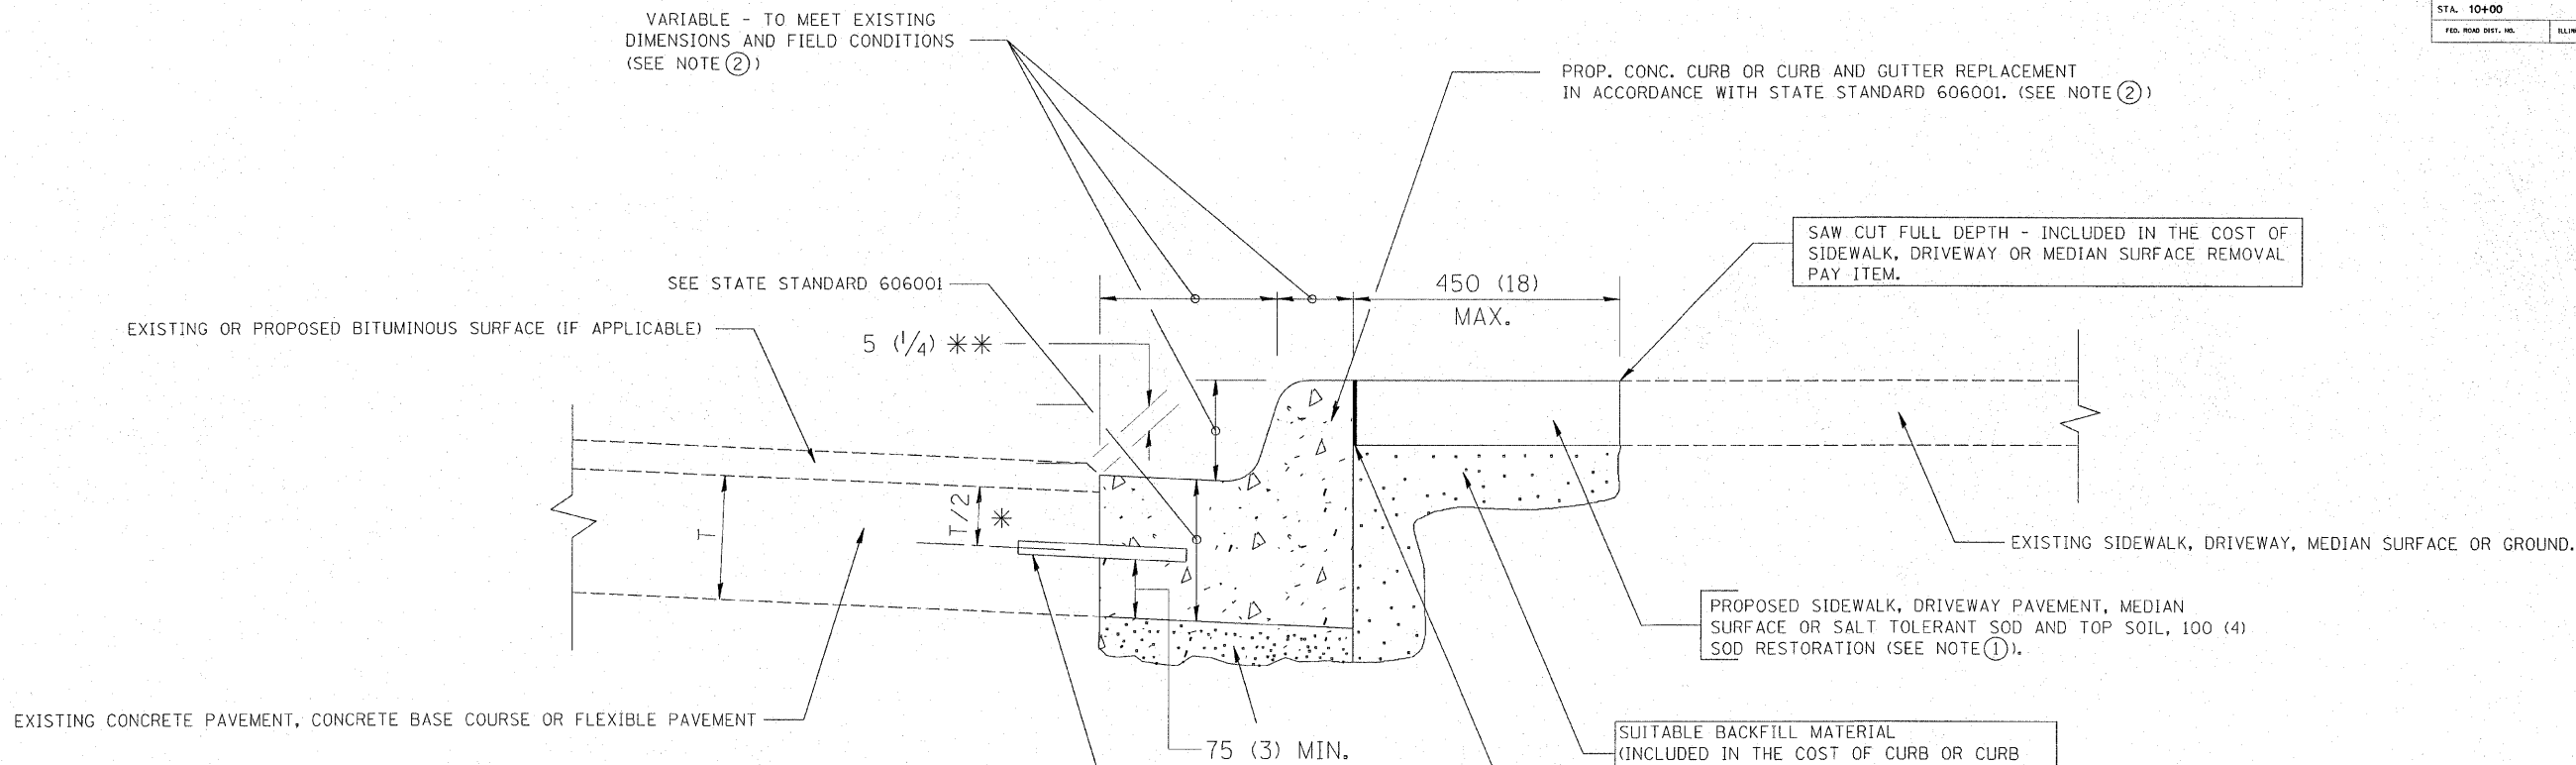 STA. 10+00
FED. ROAD DIST. NO.
VARIABLE - TO MEET EXISTING
DIMENSIONS AND FIELD CONDITIONS
(SEE NOTE ②)
PROP. CONC. CURB OR CURB AND GUTTER REPLACEMENT
IN ACCORDANCE WITH STATE STANDARD 606001. (SEE NOTE ②)
SAW CUT FULL DEPTH - INCLUDED IN THE COST OF
SIDEWALK, DRIVEWAY OR MEDIAN SURFACE REMOVAL
PAY ITEM.
SEE STATE STANDARD 606001
450 (18)
MAX.
EXISTING OR PROPOSED BITUMINOUS SURFACE (IF APPLICABLE)
5 (1/4) **
T
T/2
*
EXISTING SIDEWALK, DRIVEWAY, MEDIAN SURFACE OR GROUND.
PROPOSED SIDEWALK, DRIVEWAY PAVEMENT, MEDIAN
SURFACE OR SALT TOLERANT SOD AND TOP SOIL, 100 (4)
SOD RESTORATION (SEE NOTE ①).
EXISTING CONCRETE PAVEMENT, CONCRETE BASE COURSE OR FLEXIBLE PAVEMENT
75 (3) MIN.
SUITABLE BACKFILL MATERIAL
(INCLUDED IN THE COST OF CURB OR CURB